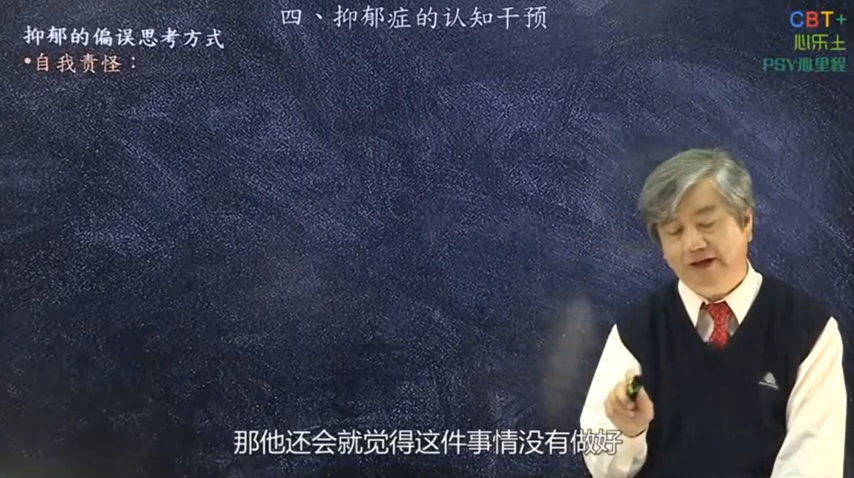 四、抑郁症的认知干预
抑郁的偏误思考方式
•自我责怪：
CBT+
心乐土
PSY心里程
那他还会就觉得这件事情没有做好